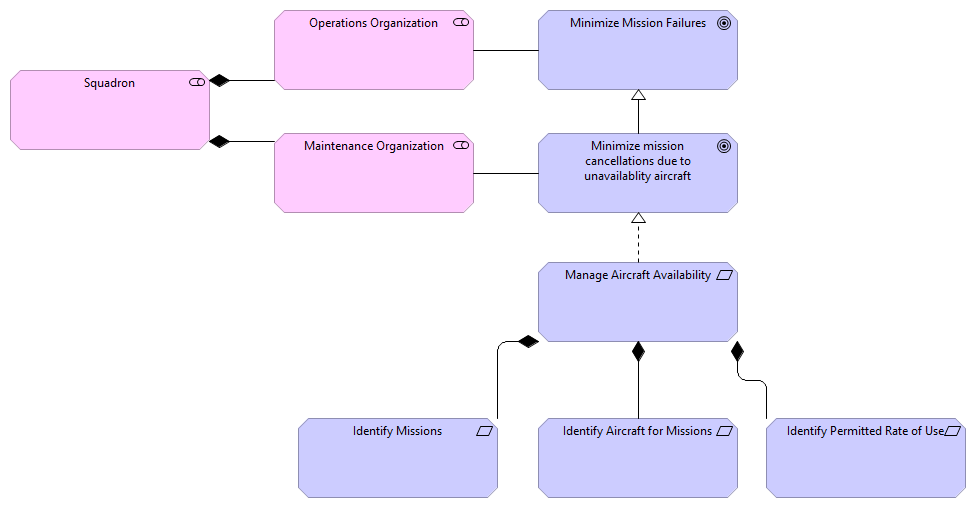 Operations Organization
Minimize Mission Failures
Squadron
Maintenance Organization
Minimize mission
cancellations due to
unavailablity aircraft
Manage Aircraft Availability
Identify Missions
Identify Aircraft for Missions
Identify Permitted Rate of Use